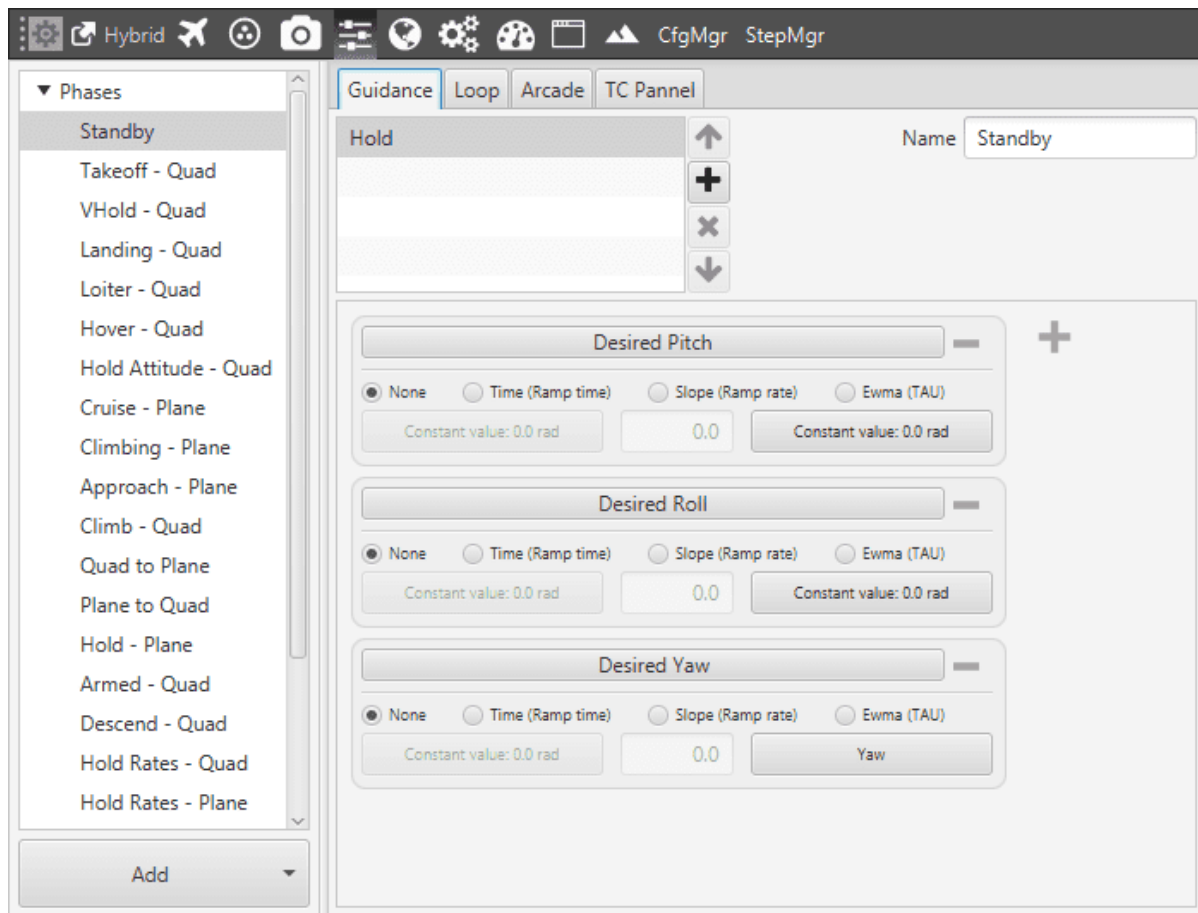 Hybrid CfgMgr StepMgr
Phases
Standby
Takeoff - Quad
VHold - Quad
Landing - Quad
Loiter - Quad
Hover - Quad
Hold Attitude - Quad
Cruise - Plane
Climbing - Plane
Approach - Plane
Climb - Quad
Quad to Plane
Plane to Quad
Hold - Plane
Armed - Quad
Descend - Quad
Hold Rates - Quad
Hold Rates - Plane
Add
Guidance Loop Arcade TC Pannel
Hold
Name Standby
Desired Pitch
None Time (Ramp time) Slope (Ramp rate) Ewma (TAU)
Constant value: 0.0 rad 0.0 Constant value: 0.0 rad
Desired Roll
None Time (Ramp time) Slope (Ramp rate) Ewma (TAU)
Constant value: 0.0 rad 0.0 Constant value: 0.0 rad
Desired Yaw
None Time (Ramp time) Slope (Ramp rate) Ewma (TAU)
Constant value: 0.0 rad 0.0 Yaw